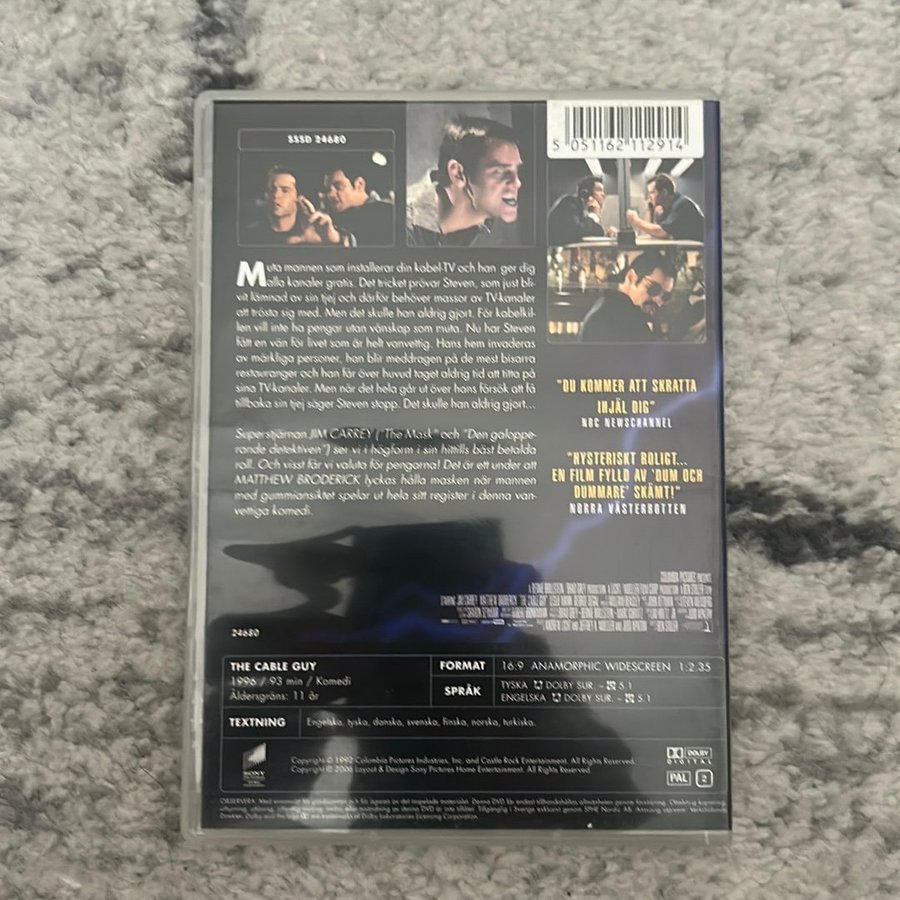 SSSD 24680
5 051162 112914
Muta mannen som installerar din kabel-TV och han ger dig
alla kanaler gratis. Det tricket prövar Steven, som just bli-
vit lämnad av sin tjej och därför behöver massor av TV-kanaler
att trösta sig med. Men det skulle han aldrig gjort. För kabelkil-
len vill inte ha pengar utan vänskap som muta. Nu har Steven
fått en vän för livet som är helt vanvettig. Hans hem invaderas
av märkliga personer, han blir meddragen på de mest bisarra
restauranger och han får över huvud taget aldrig tid att titta på
sina TV-kanaler. Men när det hela går ut över hans försök att få
tillbaka sin tjej säger Steven stopp. Det skulle han aldrig gjort...
Superstjärnan JIM CARREY ("The Mask" och "Den galoppe-
rande detektiven") ser vi i högform i sin hittills bäst betalda
roll. Och visst får vi valuta för pengarna! Det är ett under att
MATTHEW BRODERICK lyckas hålla masken när mannen
med gummiansiktet spelar ut hela sitt register i denna van-
vettiga komedi.
"DU KOMMER ATT SKRATTA
IHJÄL DIG"
NBC NEWSCHANNEL
"HYSTERISKT ROLIGT...
EN FILM FYLLD AV 'DUM OCH
DUMMARE' SKÄMT!"
NORRA VÄSTERBOTTEN
COLUMBIA PICTURES PRESENTS
24680
THE CABLE GUY
1996 / 93 min / Komedi
Åldersgräns: 11 år
FORMAT
16:9 ANAMORPHIC WIDESCREEN 1:2.35
SPRÅK
TYSKA DOLBY SUR. – 5.1
ENGELSKA DOLBY SUR. – 5.1
TEXTNING
Engelska, tyska, danska, svenska, finska, norska, turkiska.
SONY
Copyright © 1992 Columbia Pictures Industries, Inc. and Castle Rock Entertainment. All Rights Reserved.
Copyright © 2006 Layout & Design Sony Pictures Home Entertainment. All Rights Reserved.
DOLBY
DIGITAL
PAL 2